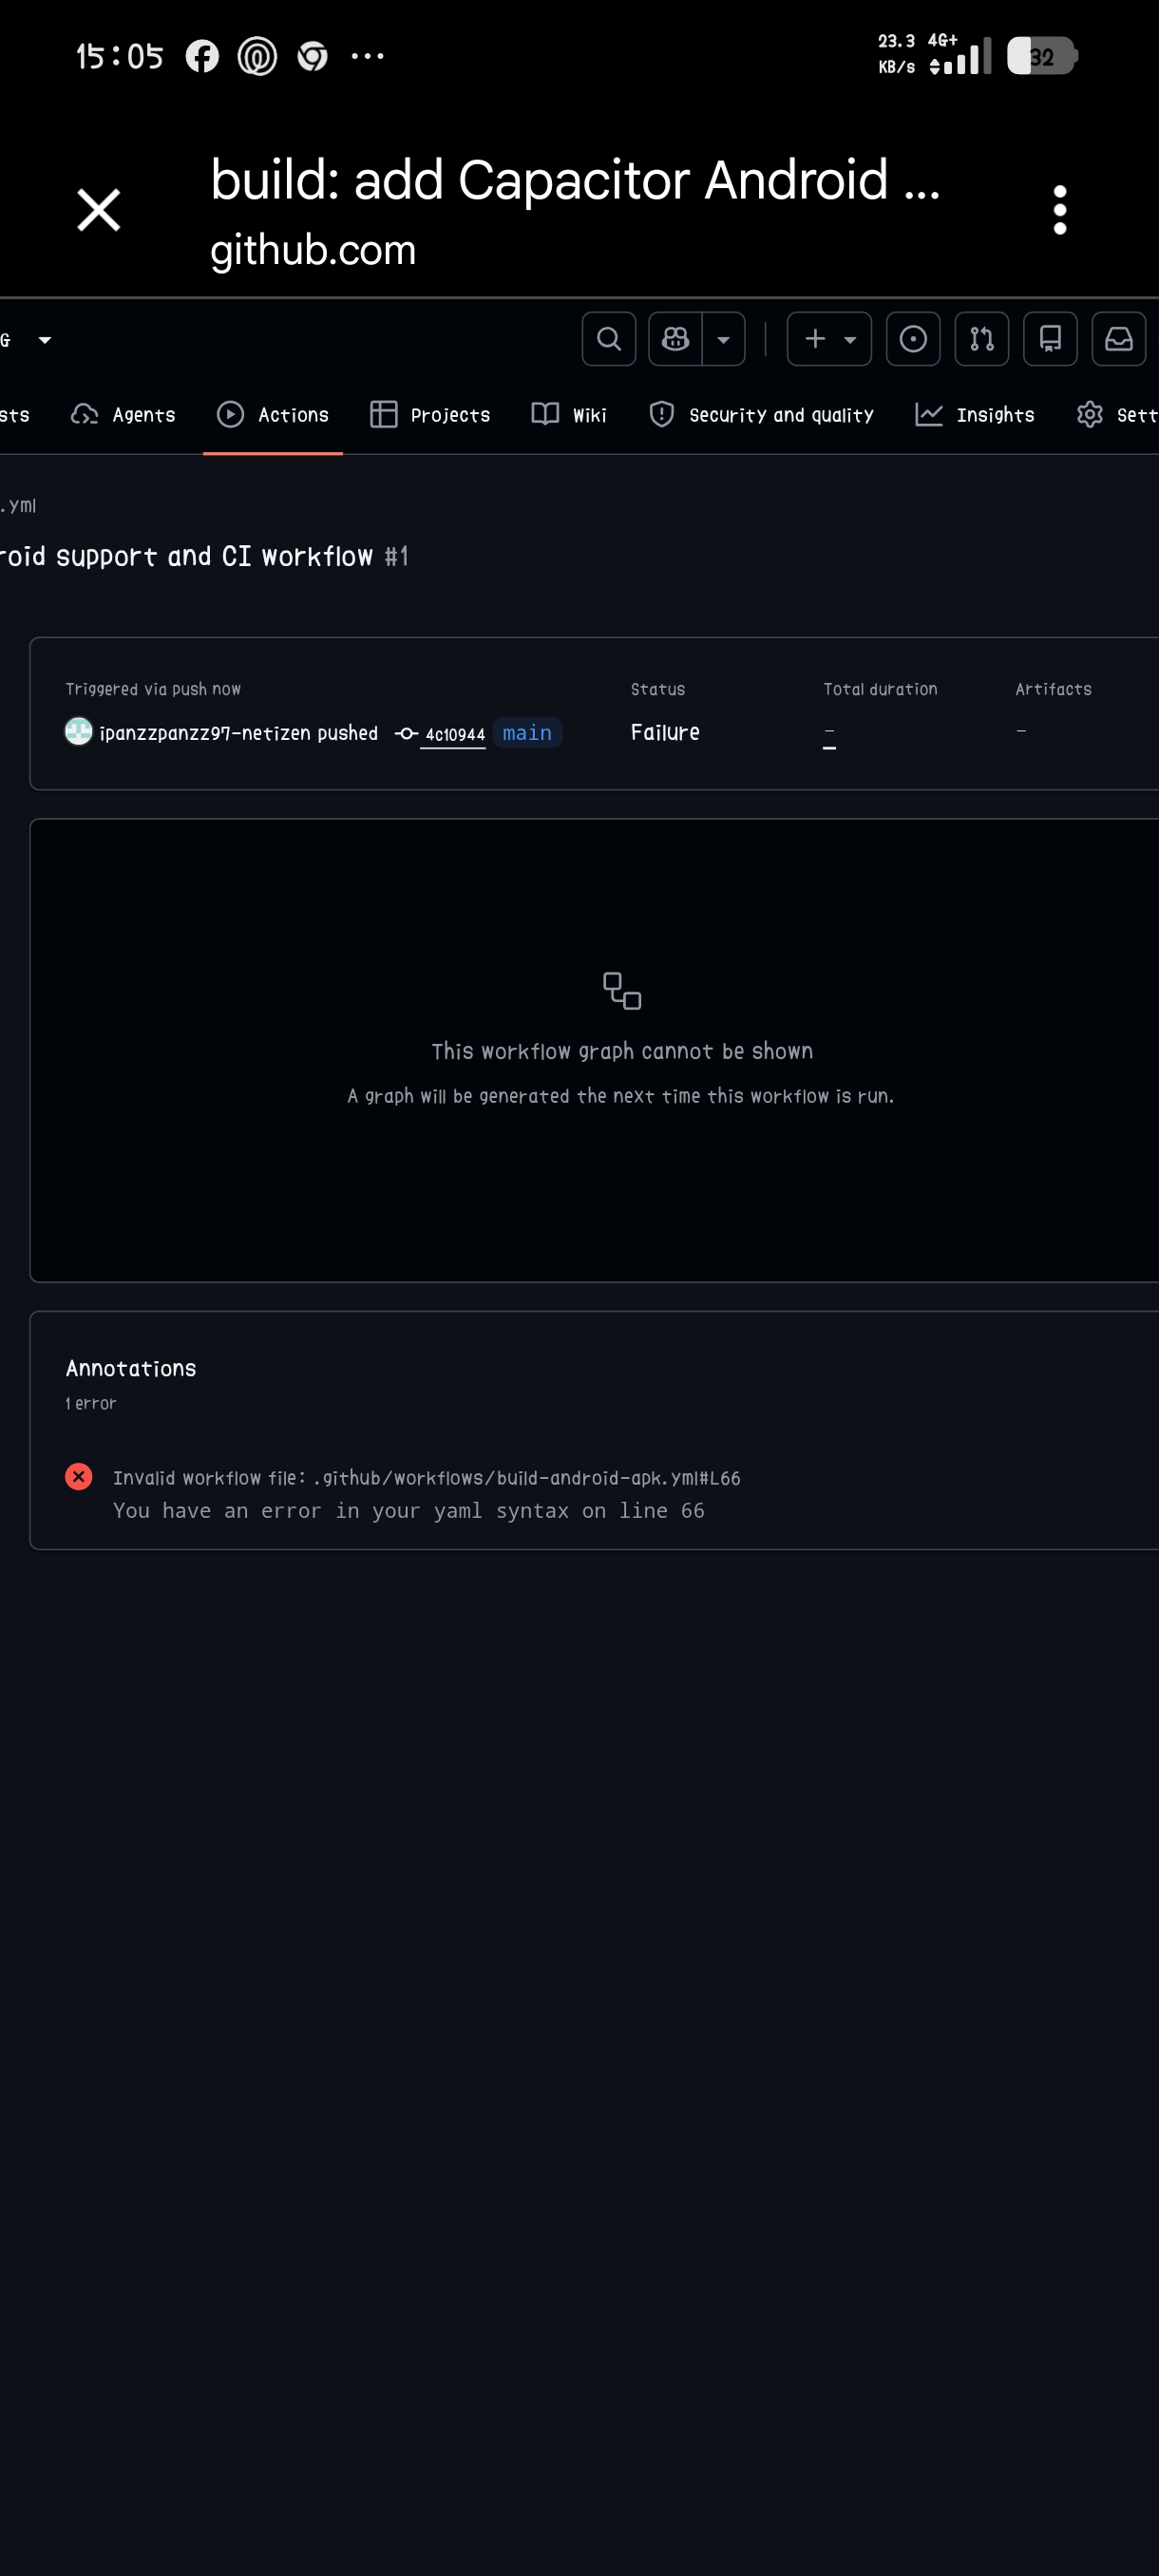 15:05
23.3 KB/s
4G+
32
build: add Capacitor Android ...
github.com
G
sts
Agents
Actions
Projects
Wiki
Security and quality
Insights
Sett
.yml
roid support and CI workflow #1
Triggered via push now
Status
Total duration
Artifacts
ipanzzpanzz97-netizen pushed 4c10944 main
Failure
–
–
This workflow graph cannot be shown
A graph will be generated the next time this workflow is run.
Annotations
1 error
Invalid workflow file: .github/workflows/build-android-apk.yml#L66
You have an error in your yaml syntax on line 66